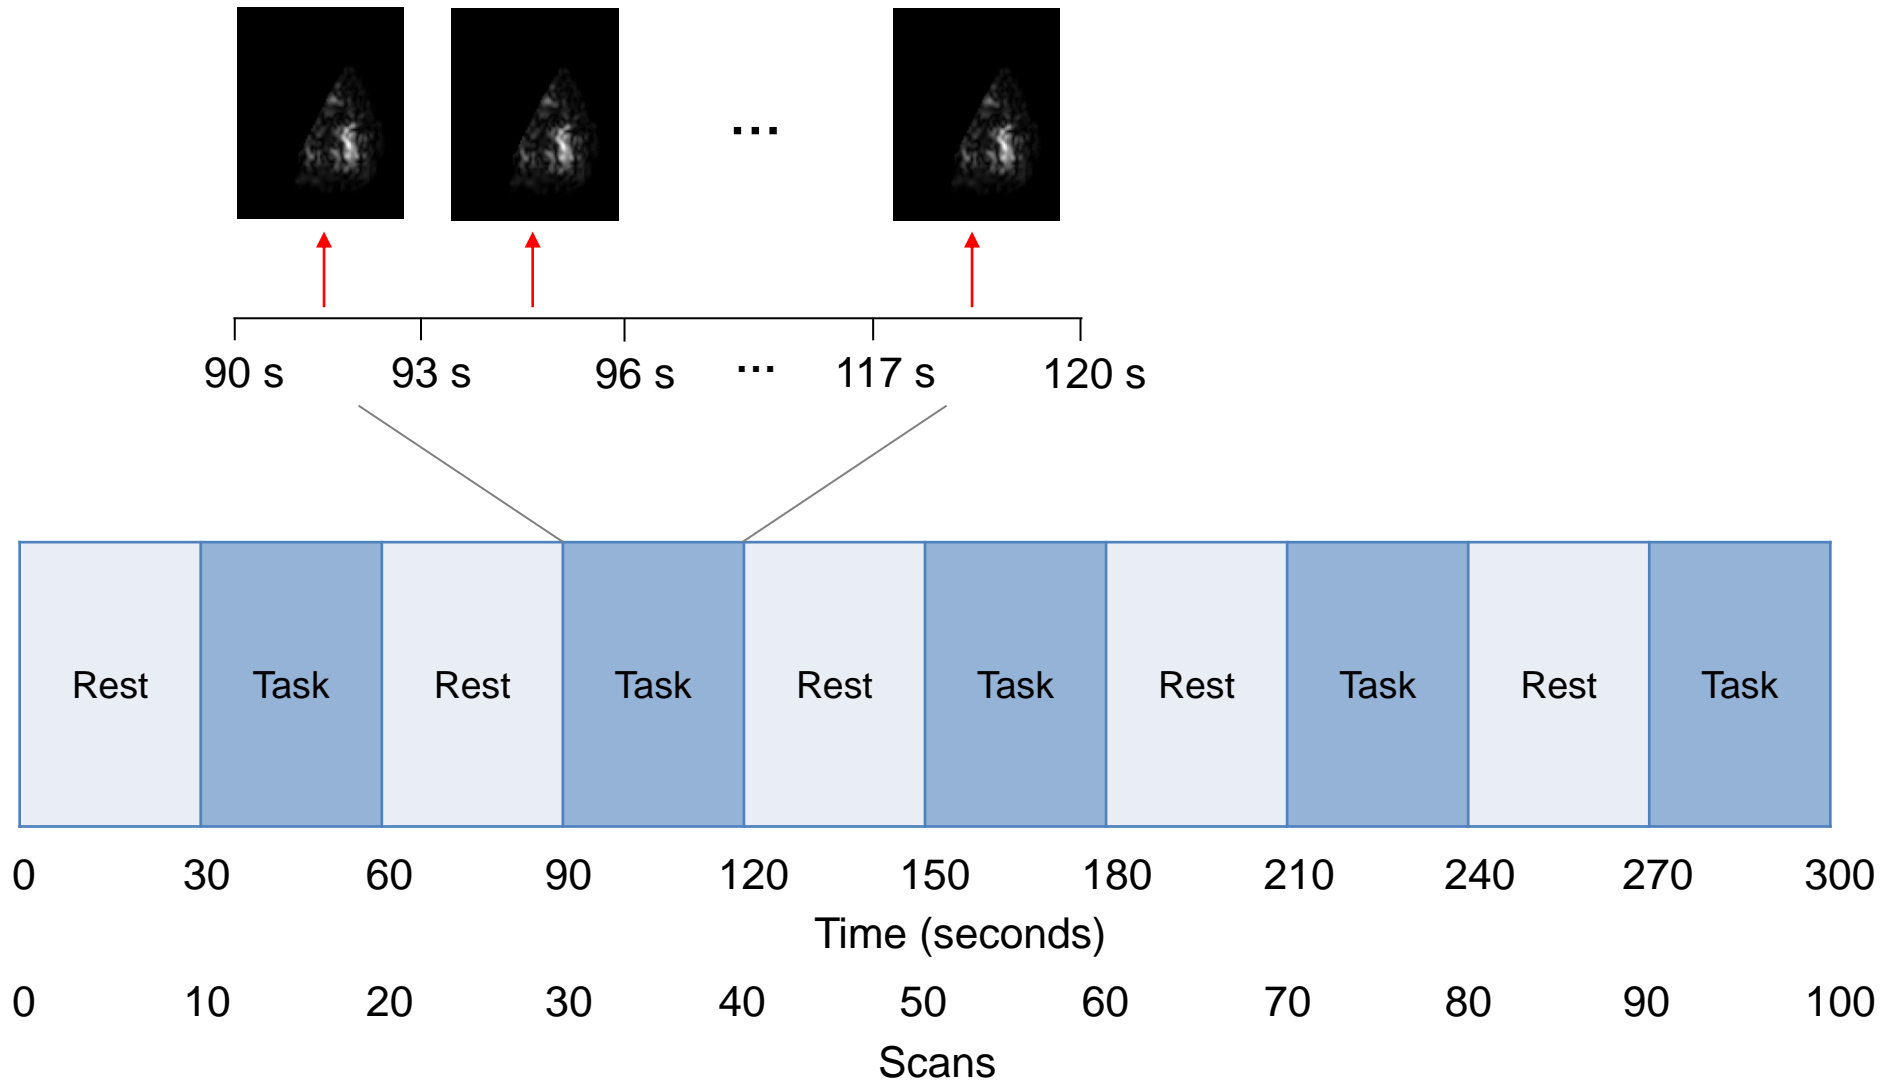 ...
90 s 93 s 96 s ... 117 s 120 s
Rest Task Rest Task Rest Task Rest Task Rest Task
0 30 60 90 120 150 180 210 240 270 300
Time (seconds)
0 10 20 30 40 50 60 70 80 90 100
Scans